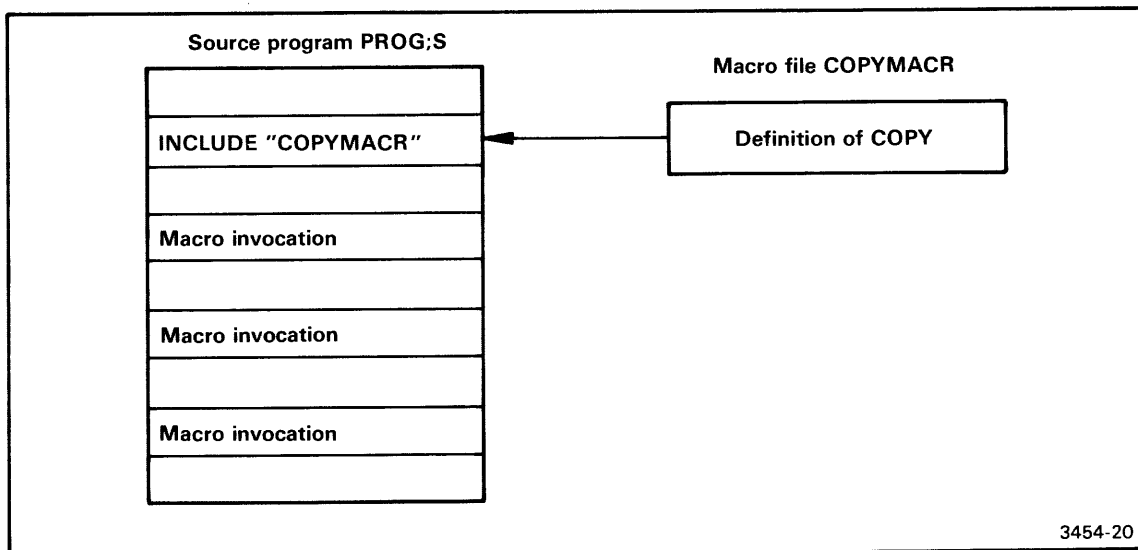 Source program PROG;S
Macro file COPYMACR
INCLUDE "COPYMACR"
Definition of COPY
Macro invocation
Macro invocation
Macro invocation
3454-20